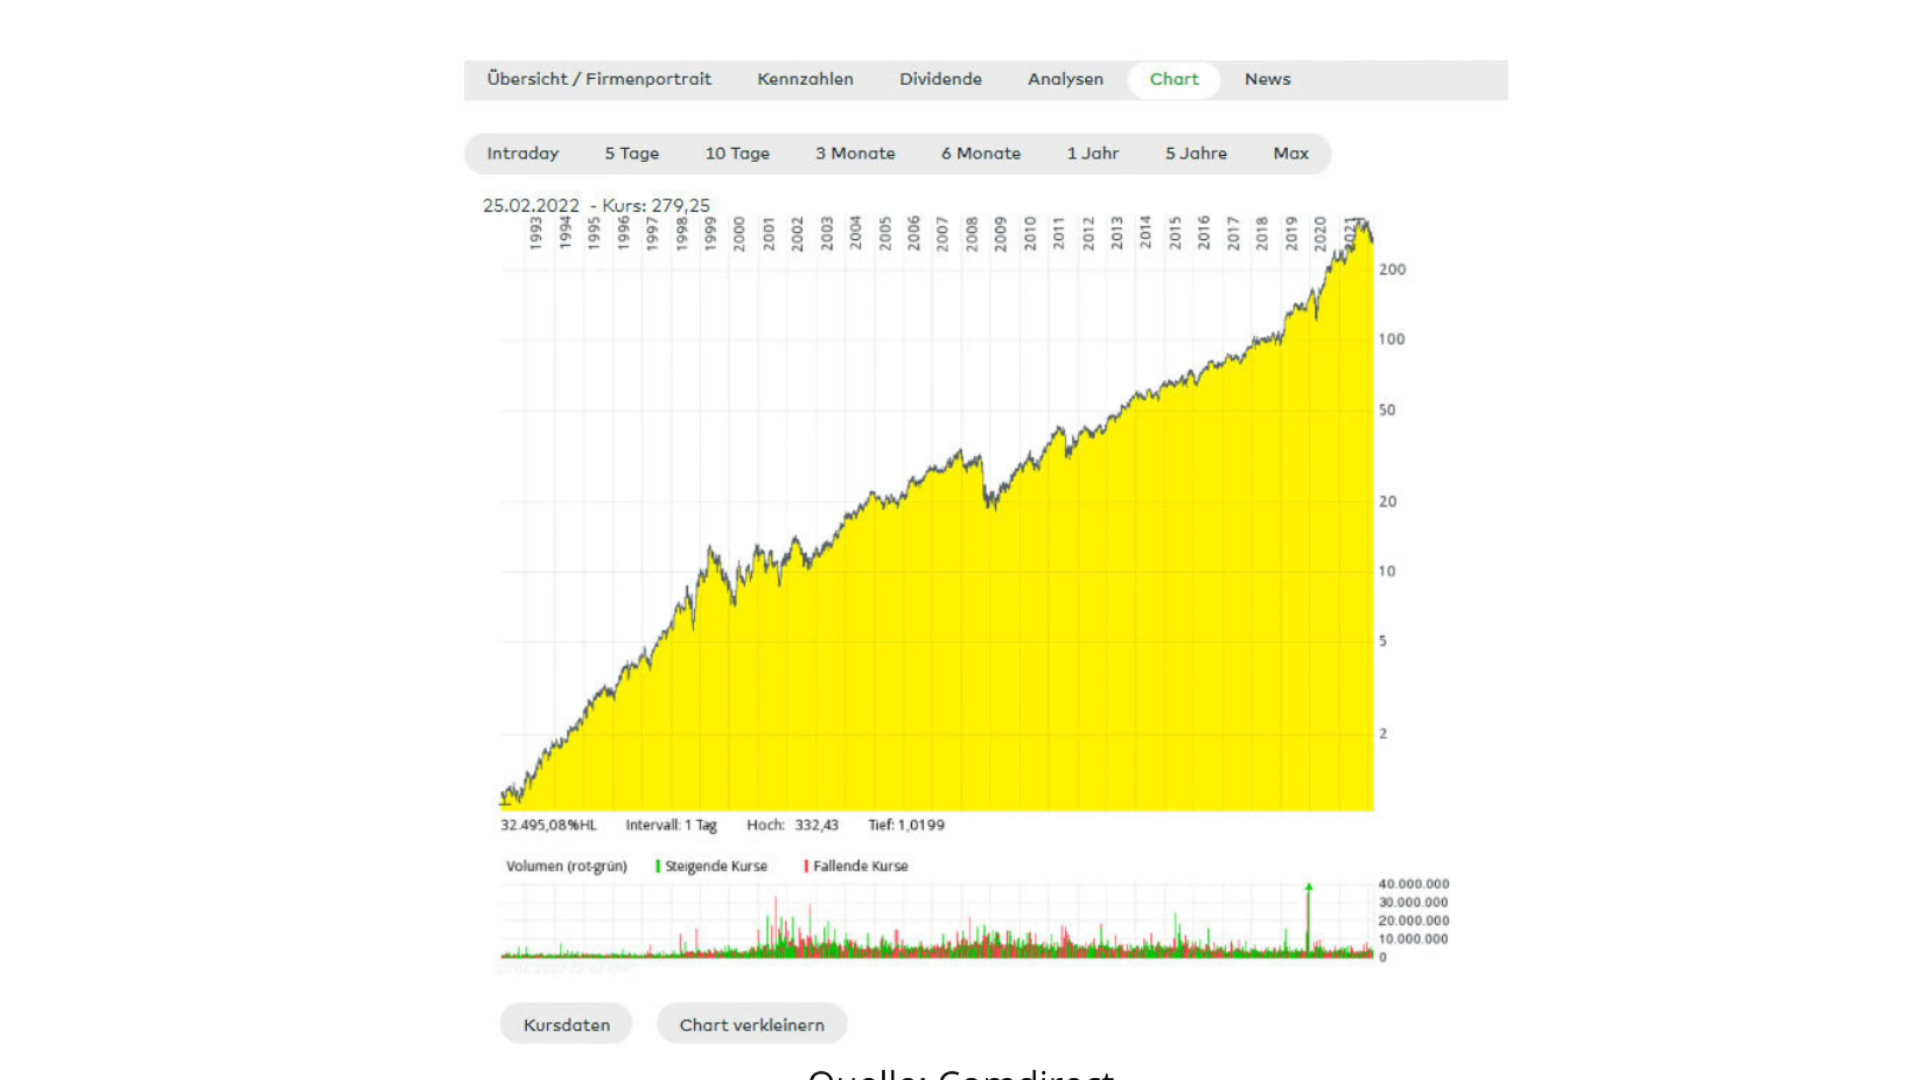 Übersicht / Firmenportrait Kennzahlen Dividende Analysen Chart News
Intraday 5 Tage 10 Tage 3 Monate 6 Monate 1 Jahr 5 Jahre Max
25.02.2022 - Kurs: 279,25
1993 1994 1995 1996 1997 1998 1999 2000 2001 2002 2003 2004 2005 2006 2007 2008 2009 2010 2011 2012 2013 2014 2015 2016 2017 2018 2019 2020 2021
200
100
50
20
10
5
2
32.495,08%HL Intervall: 1 Tag Hoch: 332,43 Tief: 1,0199
Volumen (rot-grün) Steigende Kurse Fallende Kurse
40.000.000
30.000.000
20.000.000
10.000.000
0
Kursdaten Chart verkleinern
Quelle: Comdirect